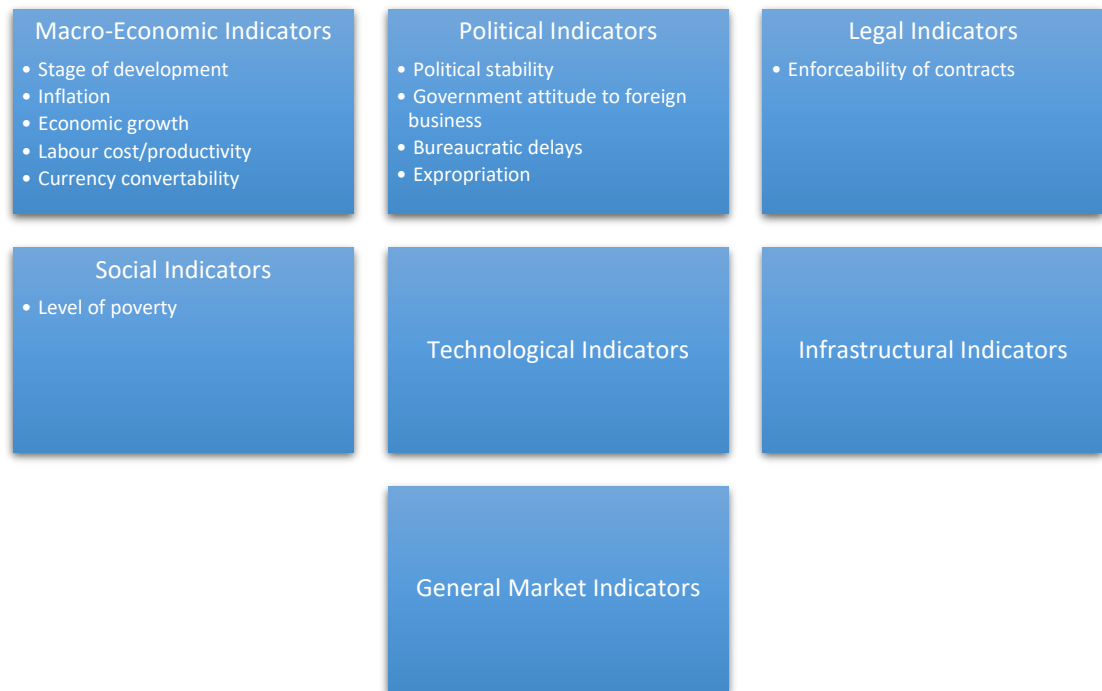 Macro-Economic Indicators
• Stage of development
• Inflation
• Economic growth
• Labour cost/productivity
• Currency convertability
Political Indicators
• Political stability
• Government attitude to foreign
business
• Bureaucratic delays
• Expropriation
Legal Indicators
• Enforceability of contracts
Social Indicators
• Level of poverty
Technological Indicators
Infrastructural Indicators
General Market Indicators